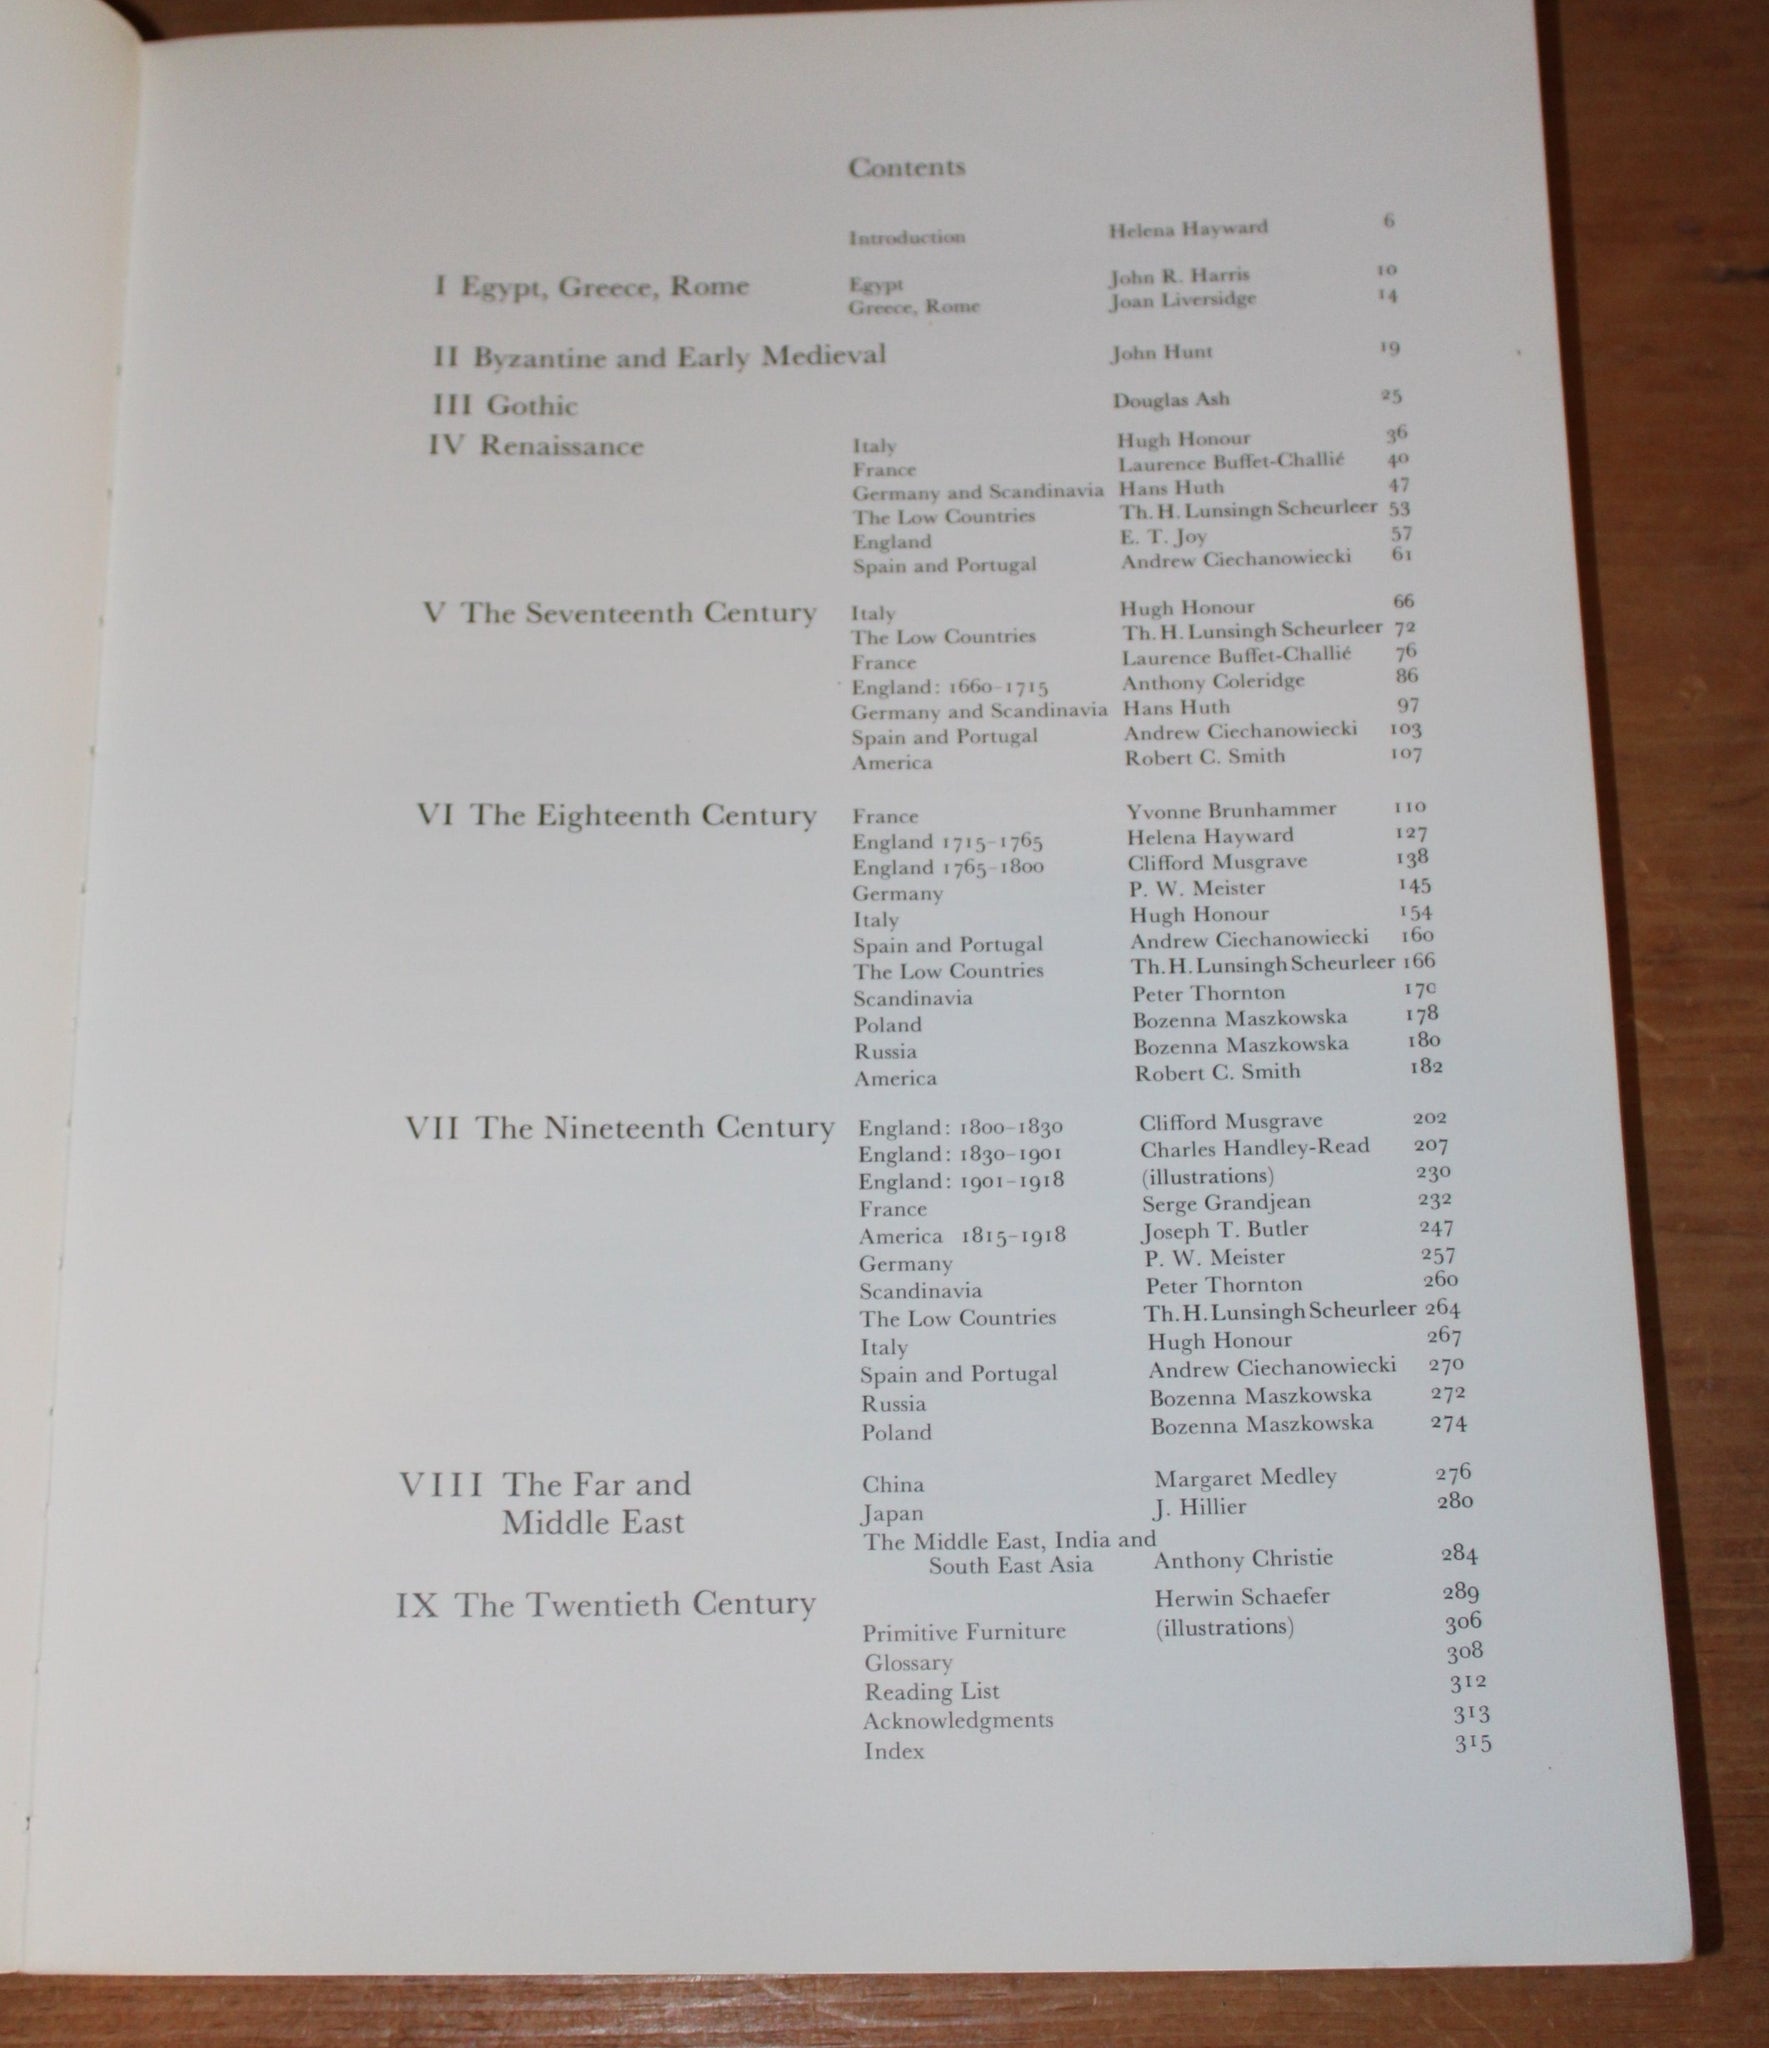 Contents
Introduction Helena Hayward 6
I Egypt, Greece, Rome Egypt John R. Harris 10
Greece, Rome Joan Liversidge 14
II Byzantine and Early Medieval John Hunt 19
III Gothic Douglas Ash 25
IV Renaissance Italy Hugh Honour 36
France Laurence Buffet-Challié 40
Germany and Scandinavia Hans Huth 47
The Low Countries Th. H. Lunsingh Scheurleer 53
England E. T. Joy 57
Spain and Portugal Andrew Ciechanowiecki 61
V The Seventeenth Century Italy Hugh Honour 66
The Low Countries Th. H. Lunsingh Scheurleer 72
France Laurence Buffet-Challié 76
England: 1660-1715 Anthony Coleridge 86
Germany and Scandinavia Hans Huth 97
Spain and Portugal Andrew Ciechanowiecki 103
America Robert C. Smith 107
VI The Eighteenth Century France Yvonne Brunhammer 110
England 1715-1765 Helena Hayward 127
England 1765-1800 Clifford Musgrave 138
Germany P. W. Meister 145
Italy Hugh Honour 154
Spain and Portugal Andrew Ciechanowiecki 160
The Low Countries Th. H. Lunsingh Scheurleer 166
Scandinavia Peter Thornton 170
Poland Bozenna Maszkowska 178
Russia Bozenna Maszkowska 180
America Robert C. Smith 182
VII The Nineteenth Century England: 1800-1830 Clifford Musgrave 202
England: 1830-1901 Charles Handley-Read 207
England: 1901-1918 (illustrations) 230
France Serge Grandjean 232
America 1815-1918 Joseph T. Butler 247
Germany P. W. Meister 257
Scandinavia Peter Thornton 260
The Low Countries Th. H. Lunsingh Scheurleer 264
Italy Hugh Honour 267
Spain and Portugal Andrew Ciechanowiecki 270
Russia Bozenna Maszkowska 272
Poland Bozenna Maszkowska 274
VIII The Far and China Margaret Medley 276
Middle East Japan J. Hillier 280
The Middle East, India and
South East Asia Anthony Christie 284
IX The Twentieth Century Herwin Schaefer 289
Primitive Furniture (illustrations) 306
Glossary 308
Reading List 312
Acknowledgments 313
Index 315